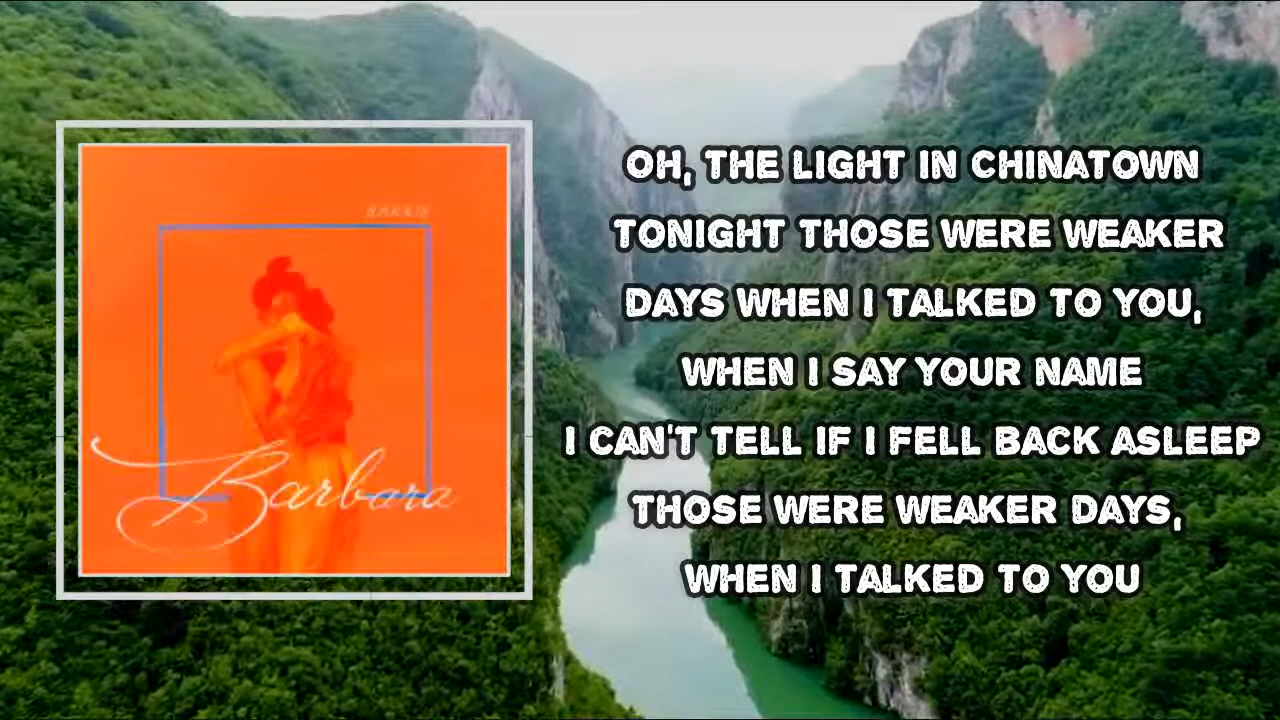 BARRIE
Barbara
OH, THE LIGHT IN CHINATOWN
TONIGHT THOSE WERE WEAKER
DAYS WHEN I TALKED TO YOU,
WHEN I SAY YOUR NAME
I CAN'T TELL IF I FELL BACK ASLEEP
THOSE WERE WEAKER DAYS,
WHEN I TALKED TO YOU